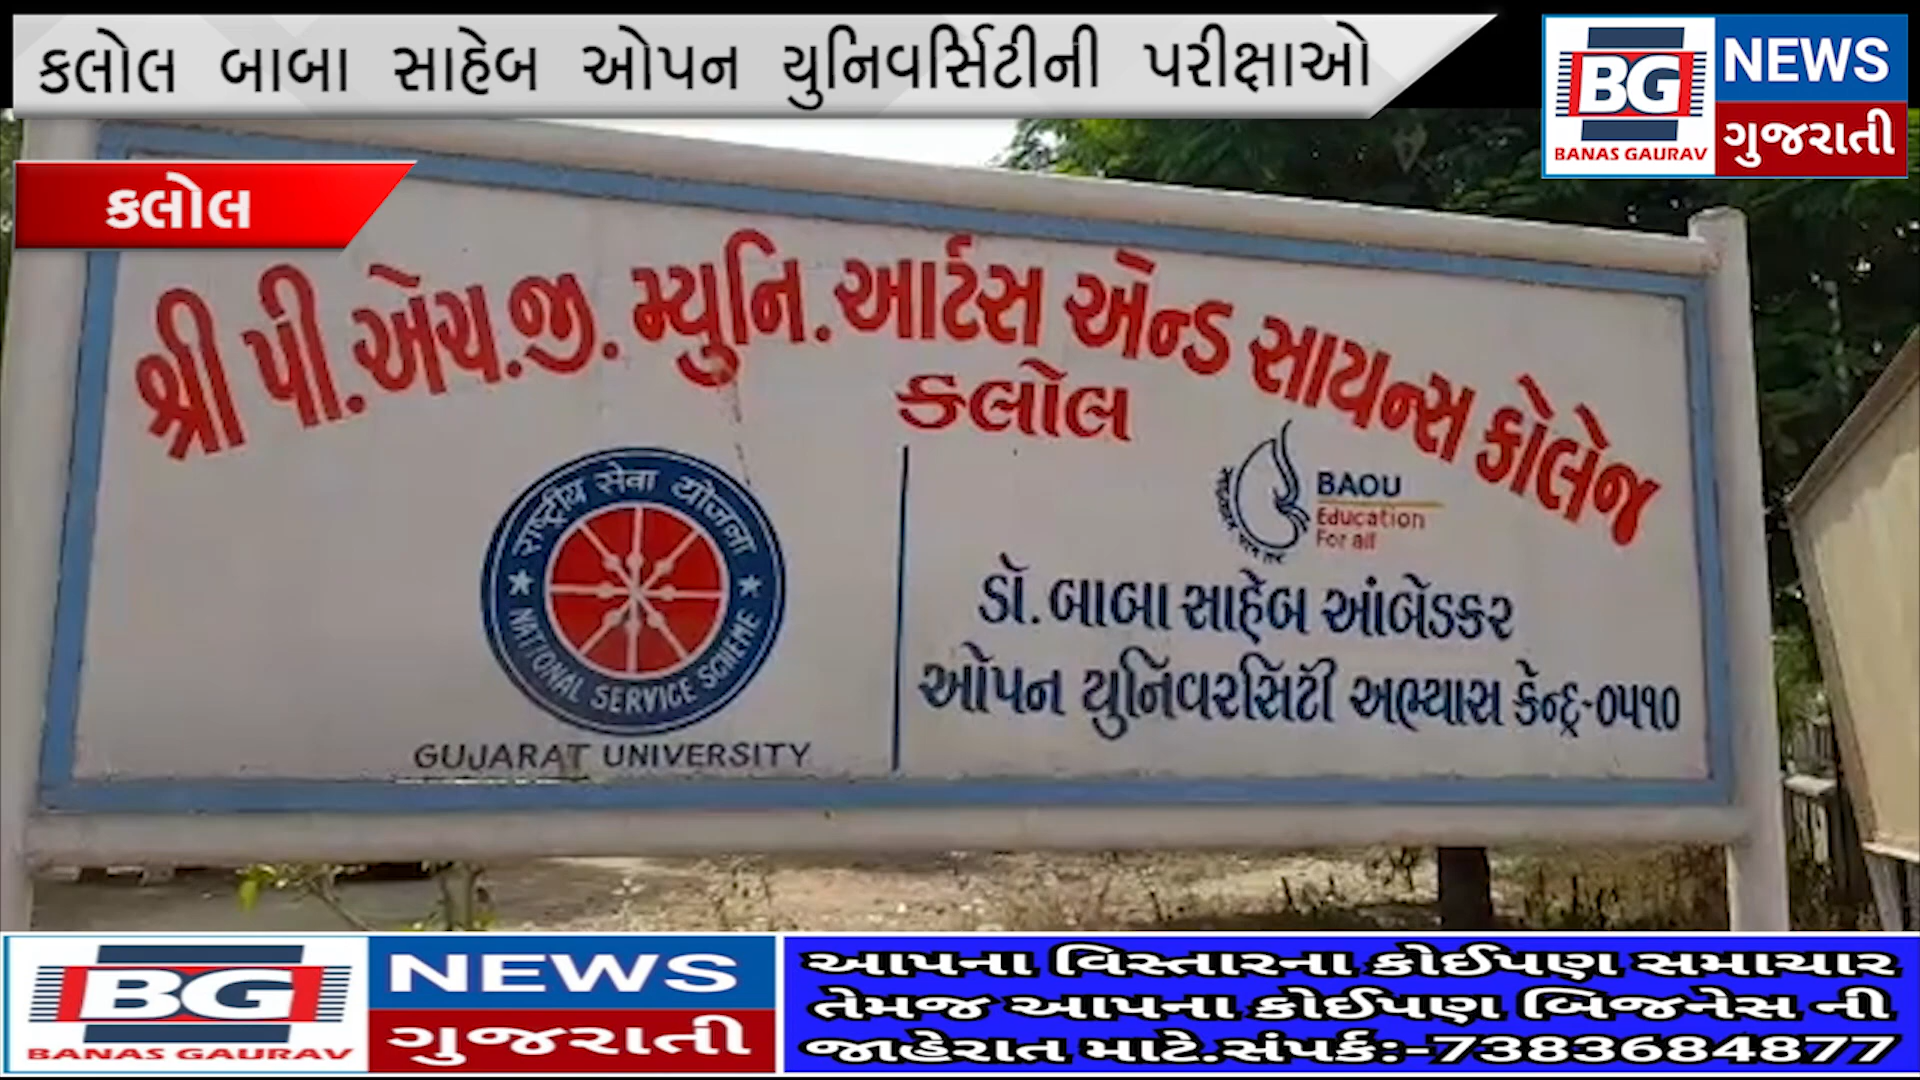 કલોલ બાબા સાહેબ ઓપન યુનિવર્સિટીની પરીક્ષાઓ
BG
BANAS GAURAV
NEWS
ગુજરાતી
કલોલ
શ્રી પી.એચ.જી. મ્યુનિ. આર્ટસ એન્ડ સાયન્સ કોલેજ
કલોલ
राष्ट्रीय सेवा योजना
NATIONAL SERVICE SCHEME
GUJARAT UNIVERSITY
BAOU
Education
For all
ડૉ. બાબા સાહેબ આંબેડકર
ઓપન યુનિવરસિટી અભ્યાસ કેન્દ્ર-૦૫૧૦
BG
BANAS GAURAV
NEWS
ગુજરાતી
આપના વિસ્તારના કોઈપણ સમાચાર
તેમજ આપના કોઈપણ બિજનેસ ની
જાહેરાત માટે.સંપર્ક:-7383684877